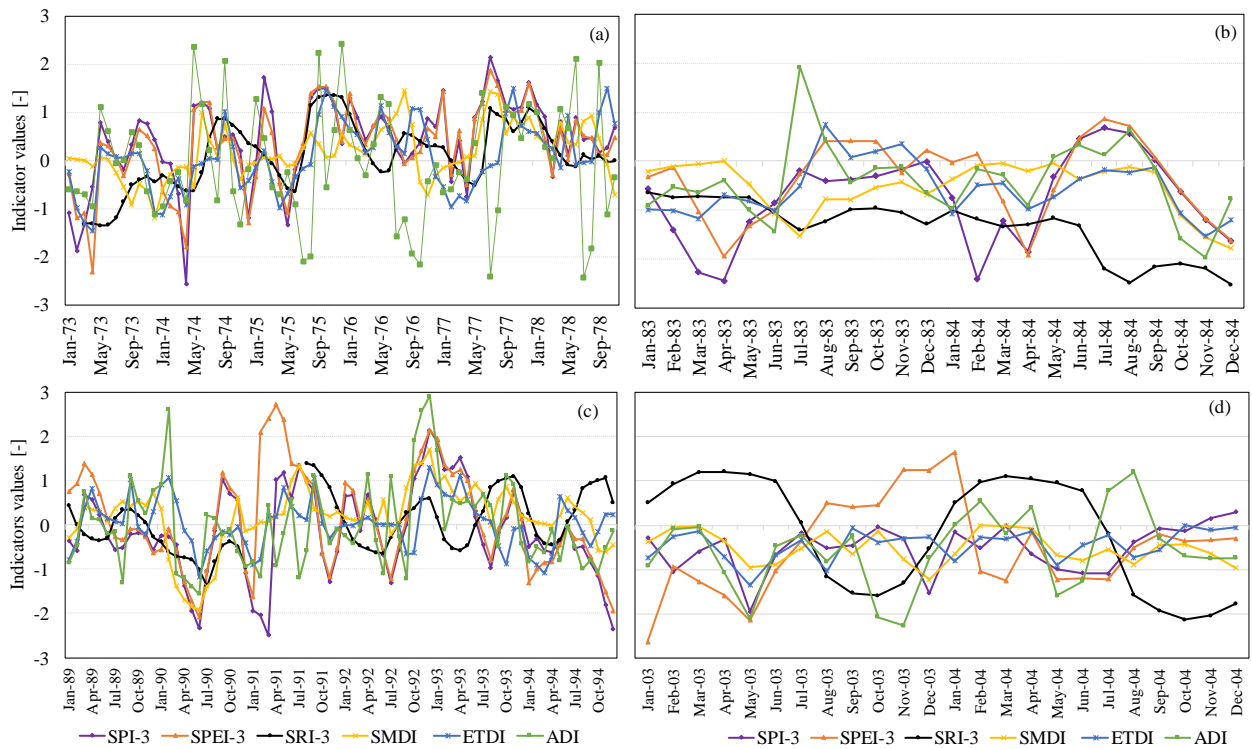 (a)
3
2
1
0
-1
-2
-3
Indicator values [-]
Jan-73 May-73 Sep-73 Jan-74 May-74 Sep-74 Jan-75 May-75 Sep-75 Jan-76 May-76 Sep-76 Jan-77 May-77 Sep-77 Jan-78 May-78 Sep-78
(b)
Jan-83 Feb-83 Mar-83 Apr-83 May-83 Jun-83 Jul-83 Aug-83 Sep-83 Oct-83 Nov-83 Dec-83 Jan-84 Feb-84 Mar-84 Apr-84 May-84 Jun-84 Jul-84 Aug-84 Sep-84 Oct-84 Nov-84 Dec-84
(c)
3
2
1
0
-1
-2
-3
Indicators values [-]
Jan-89 Apr-89 Jul-89 Oct-89 Jan-90 Apr-90 Jul-90 Oct-90 Jan-91 Apr-91 Jul-91 Oct-91 Jan-92 Apr-92 Jul-92 Oct-92 Jan-93 Apr-93 Jul-93 Oct-93 Jan-94 Apr-94 Jul-94 Oct-94
SPI-3 SPEI-3 SRI-3 SMDI ETDI ADI
(d)
Jan-03 Feb-03 Mar-03 Apr-03 May-03 Jun-03 Jul-03 Aug-03 Sep-03 Oct-03 Nov-03 Dec-03 Jan-04 Feb-04 Mar-04 Apr-04 May-04 Jun-04 Jul-04 Aug-04 Sep-04 Oct-04 Nov-04 Dec-04
SPI-3 SPEI-3 SRI-3 SMDI ETDI ADI